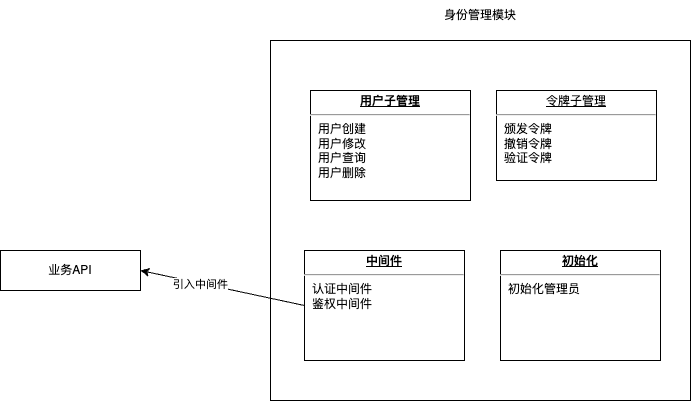 身份管理模块
用户子管理
用户创建
用户修改
用户查询
用户删除
令牌子管理
颁发令牌
撤销令牌
验证令牌
业务API
引入中间件
中间件
认证中间件
鉴权中间件
初始化
初始化管理员